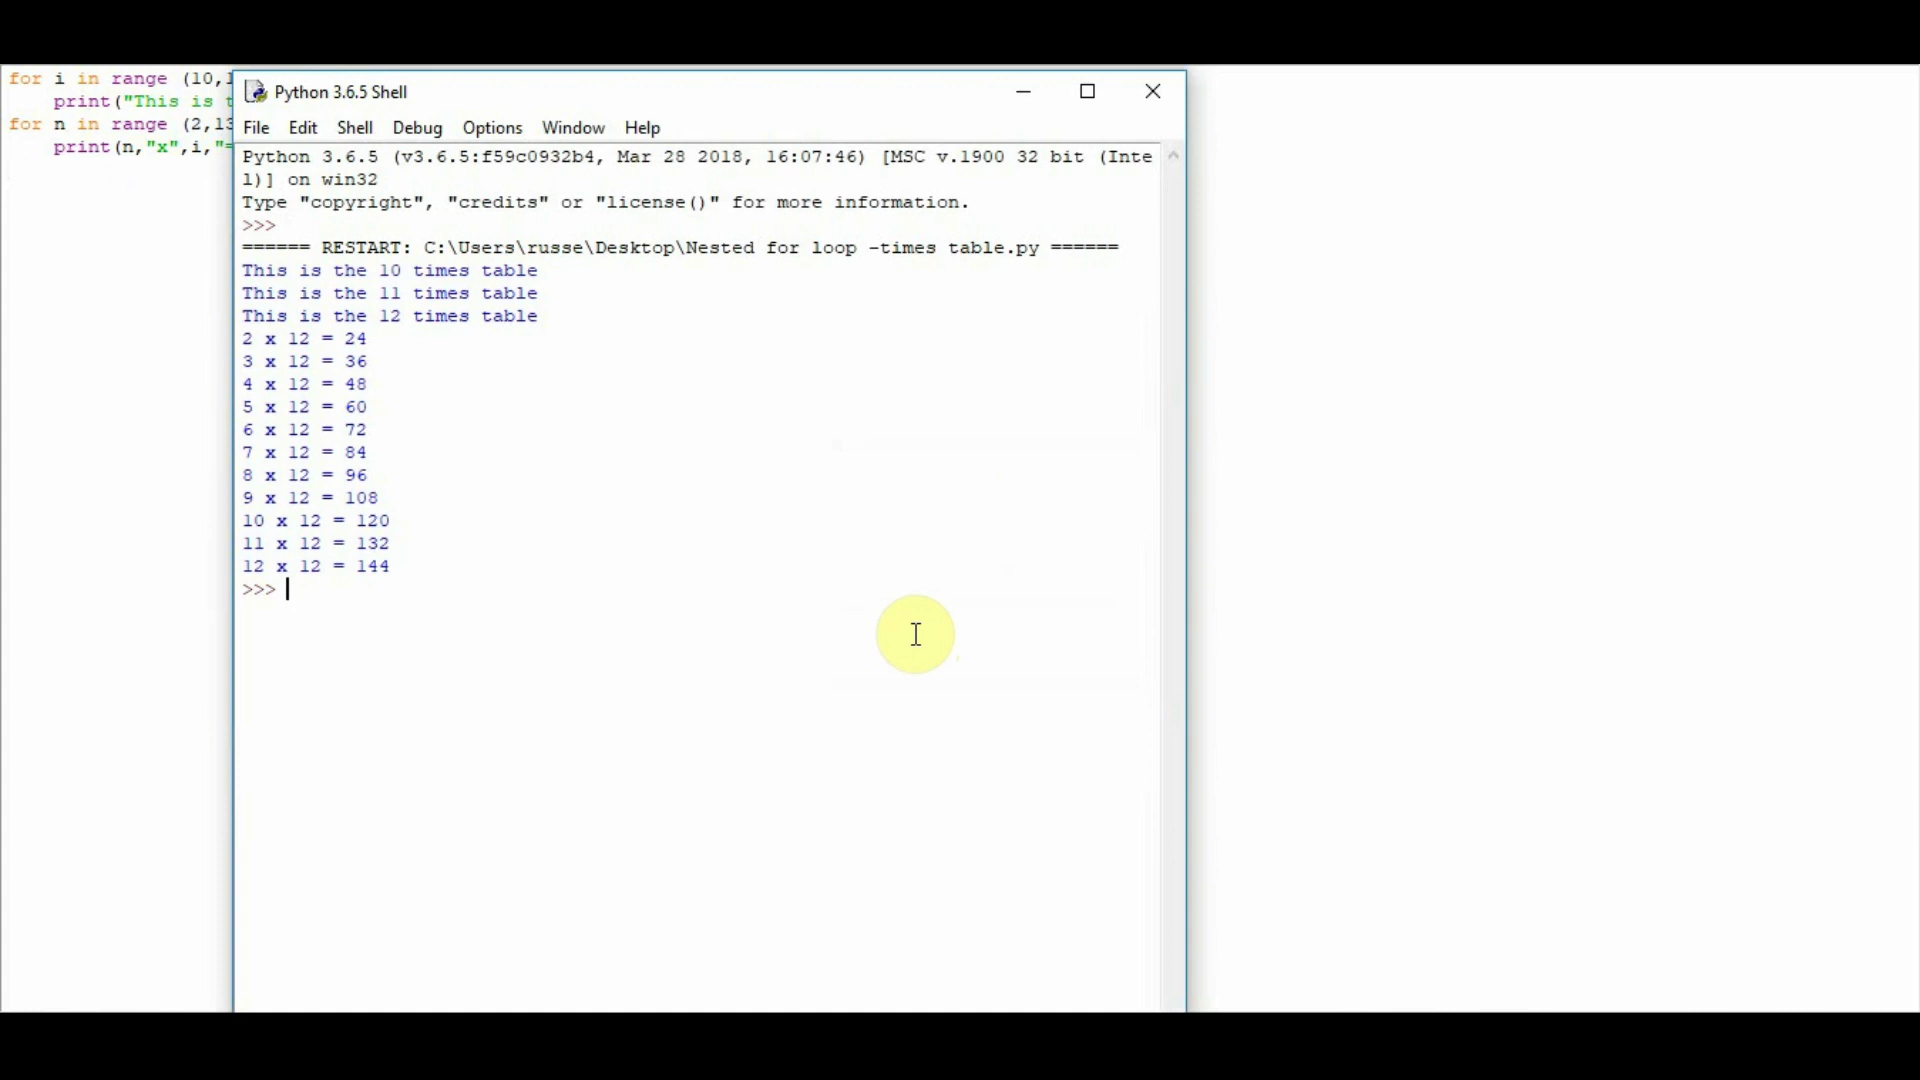 for i in range (10,1
    print("This is t
for n in range (2,13
    print(n,"x",i,"=
Python 3.6.5 Shell
File Edit Shell Debug Options Window Help
Python 3.6.5 (v3.6.5:f59c0932b4, Mar 28 2018, 16:07:46) [MSC v.1900 32 bit (Inte
l)] on win32
Type "copyright", "credits" or "license()" for more information.
>>>
====== RESTART: C:\Users\russe\Desktop\Nested for loop -times table.py ======
This is the 10 times table
This is the 11 times table
This is the 12 times table
2 x 12 = 24
3 x 12 = 36
4 x 12 = 48
5 x 12 = 60
6 x 12 = 72
7 x 12 = 84
8 x 12 = 96
9 x 12 = 108
10 x 12 = 120
11 x 12 = 132
12 x 12 = 144
>>>